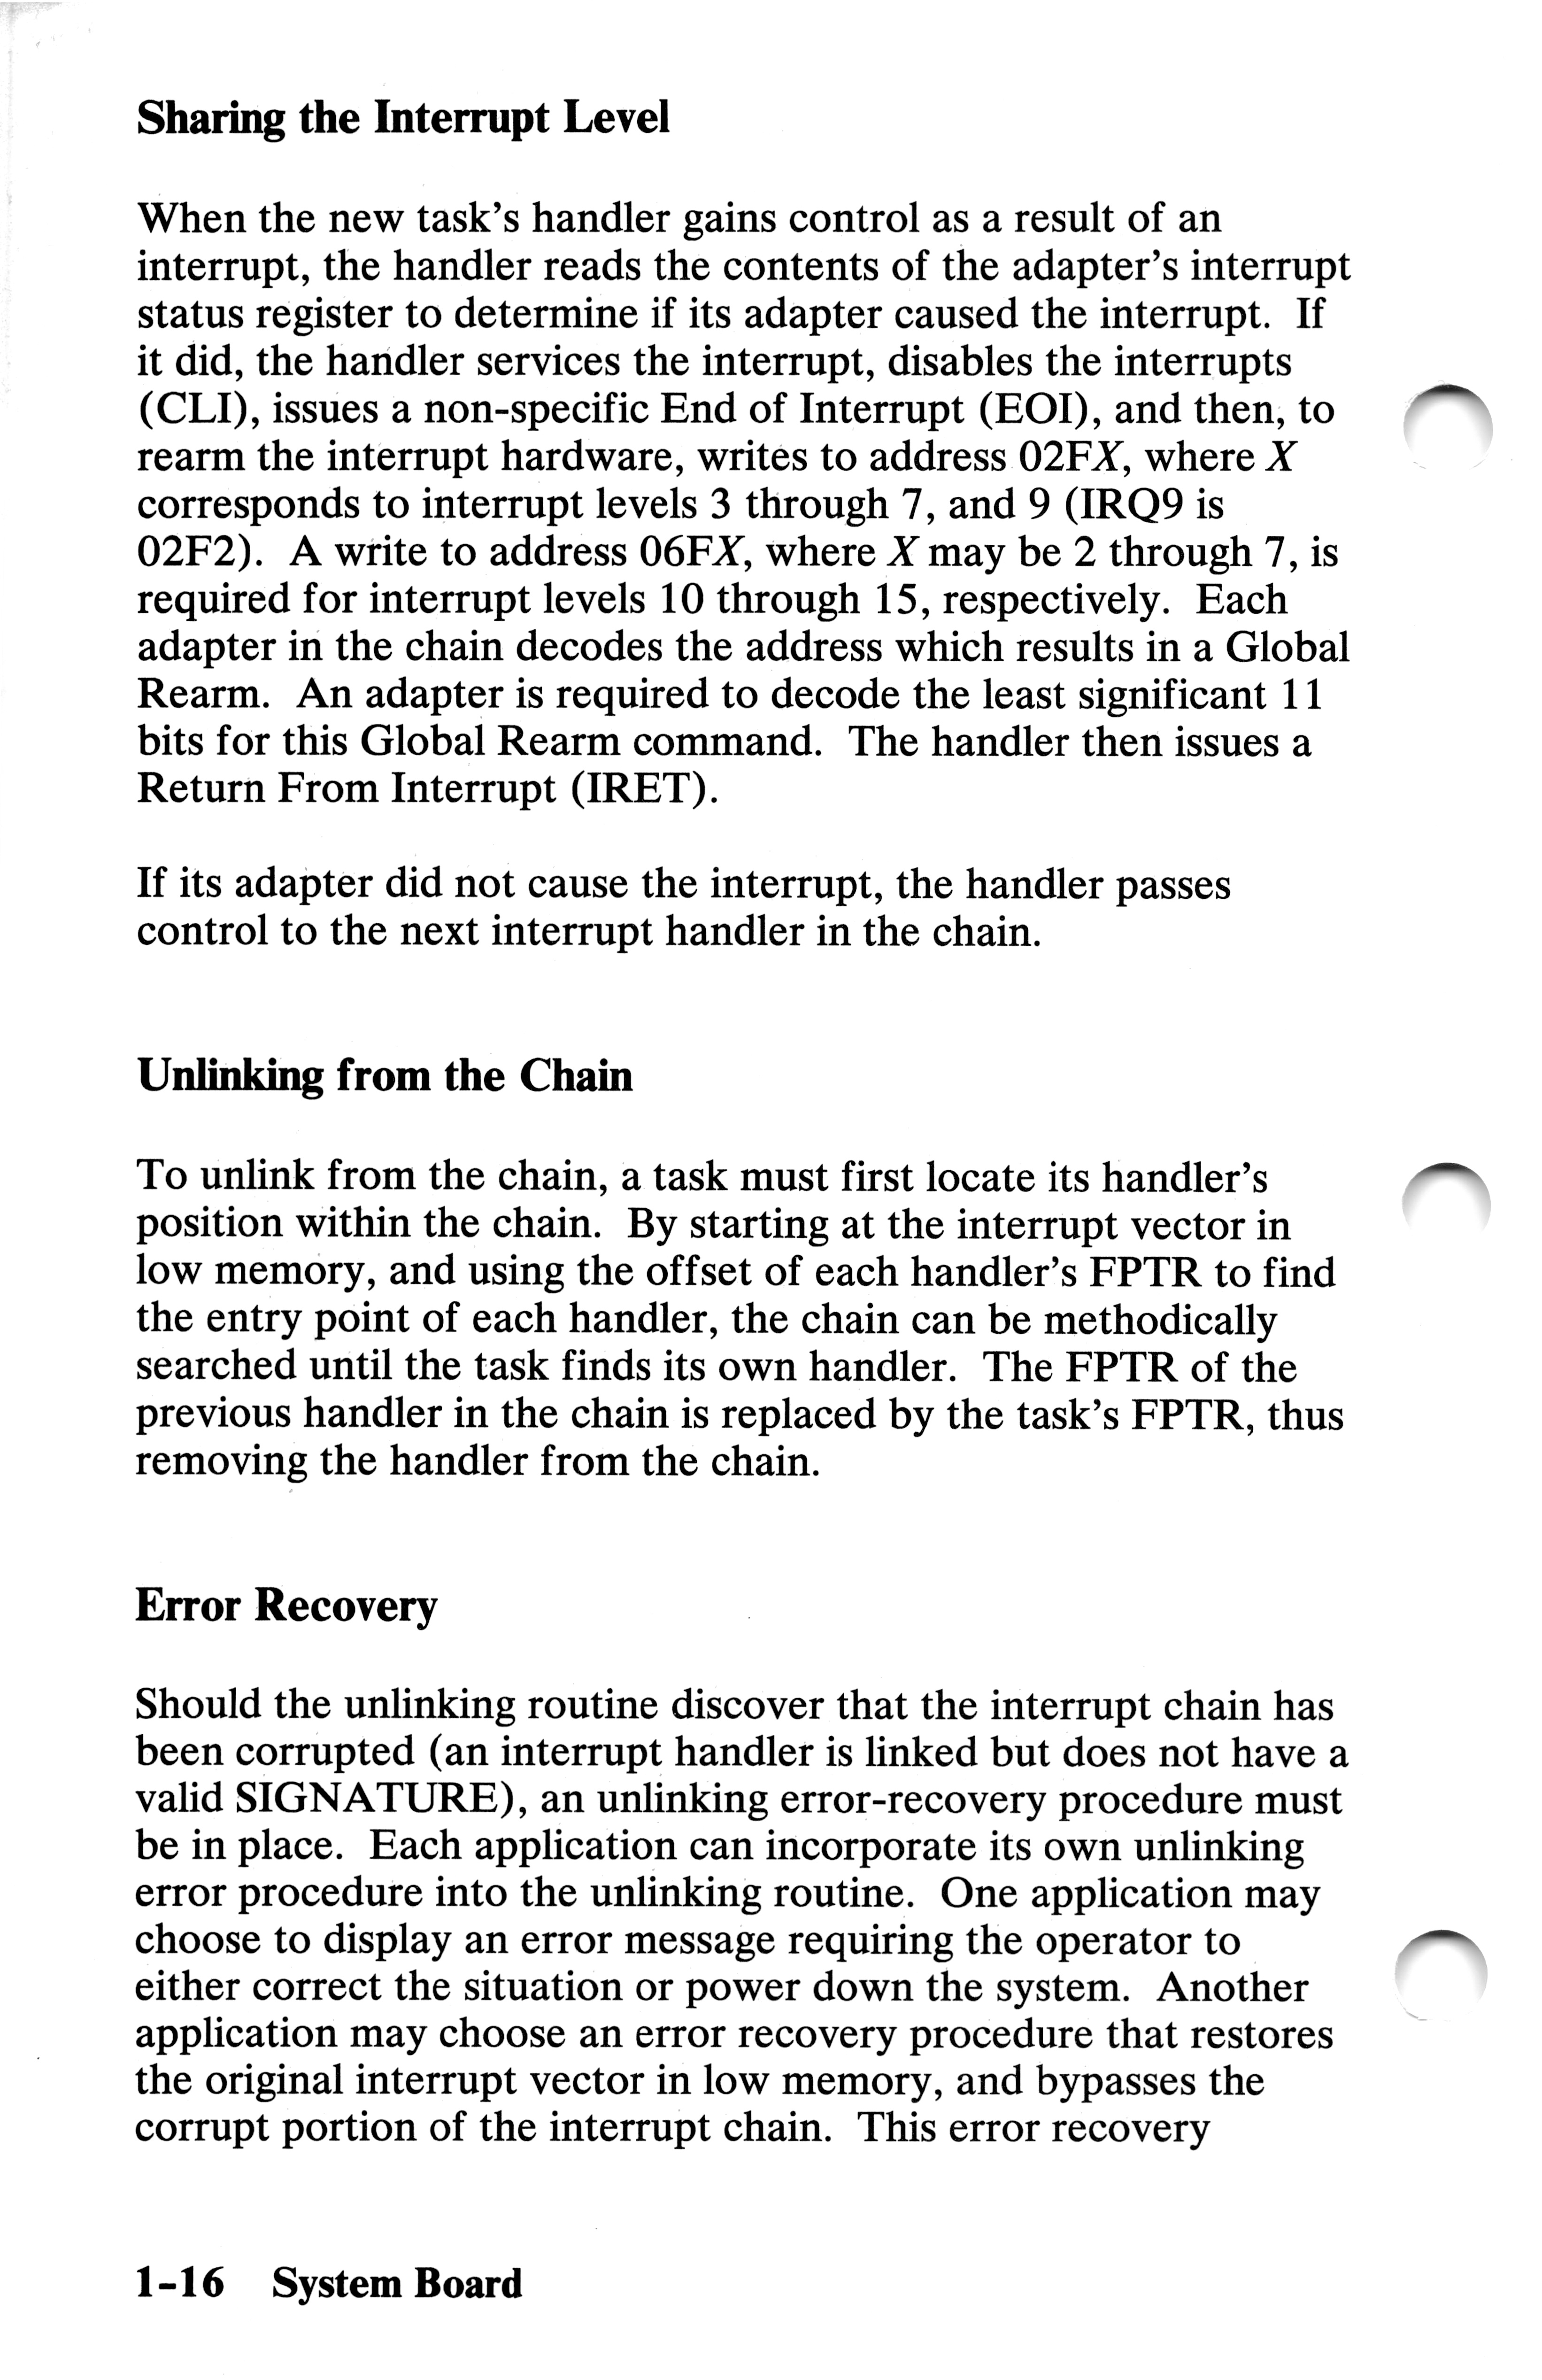 Sharing the Interrupt Level
When the new task's handler gains control as a result of an
interrupt, the handler reads the contents of the adapter's interrupt
status register to determine if its adapter caused the interrupt. If
it did, the handler services the interrupt, disables the interrupts
(CLI), issues a non-specific End of Interrupt (EOI), and then, to
rearm the interrupt hardware, writes to address 02FX, where X
corresponds to interrupt levels 3 through 7, and 9 (IRQ9 is
02F2). A write to address 06FX, where X may be 2 through 7, is
required for interrupt levels 10 through 15, respectively. Each
adapter in the chain decodes the address which results in a Global
Rearm. An adapter is required to decode the least significant 11
bits for this Global Rearm command. The handler then issues a
Return From Interrupt (IRET).
If its adapter did not cause the interrupt, the handler passes
control to the next interrupt handler in the chain.
Unlinking from the Chain
To unlink from the chain, a task must first locate its handler's
position within the chain. By starting at the interrupt vector in
low memory, and using the offset of each handler's FPTR to find
the entry point of each handler, the chain can be methodically
searched until the task finds its own handler. The FPTR of the
previous handler in the chain is replaced by the task's FPTR, thus
removing the handler from the chain.
Error Recovery
Should the unlinking routine discover that the interrupt chain has
been corrupted (an interrupt handler is linked but does not have a
valid SIGNATURE), an unlinking error-recovery procedure must
be in place. Each application can incorporate its own unlinking
error procedure into the unlinking routine. One application may
choose to display an error message requiring the operator to
either correct the situation or power down the system. Another
application may choose an error recovery procedure that restores
the original interrupt vector in low memory, and bypasses the
corrupt portion of the interrupt chain. This error recovery
1-16 System Board